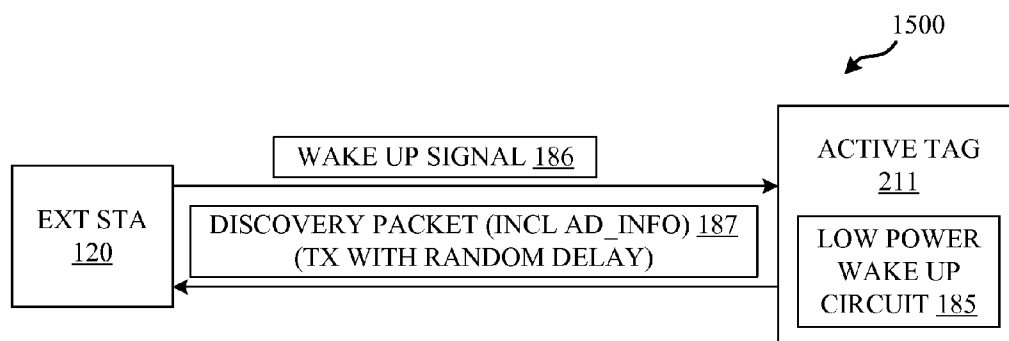 1500
WAKE UP SIGNAL 186
EXT STA
120
DISCOVERY PACKET (INCL AD_INFO) 187
(TX WITH RANDOM DELAY)
ACTIVE TAG
211
LOW POWER
WAKE UP
CIRCUIT 185